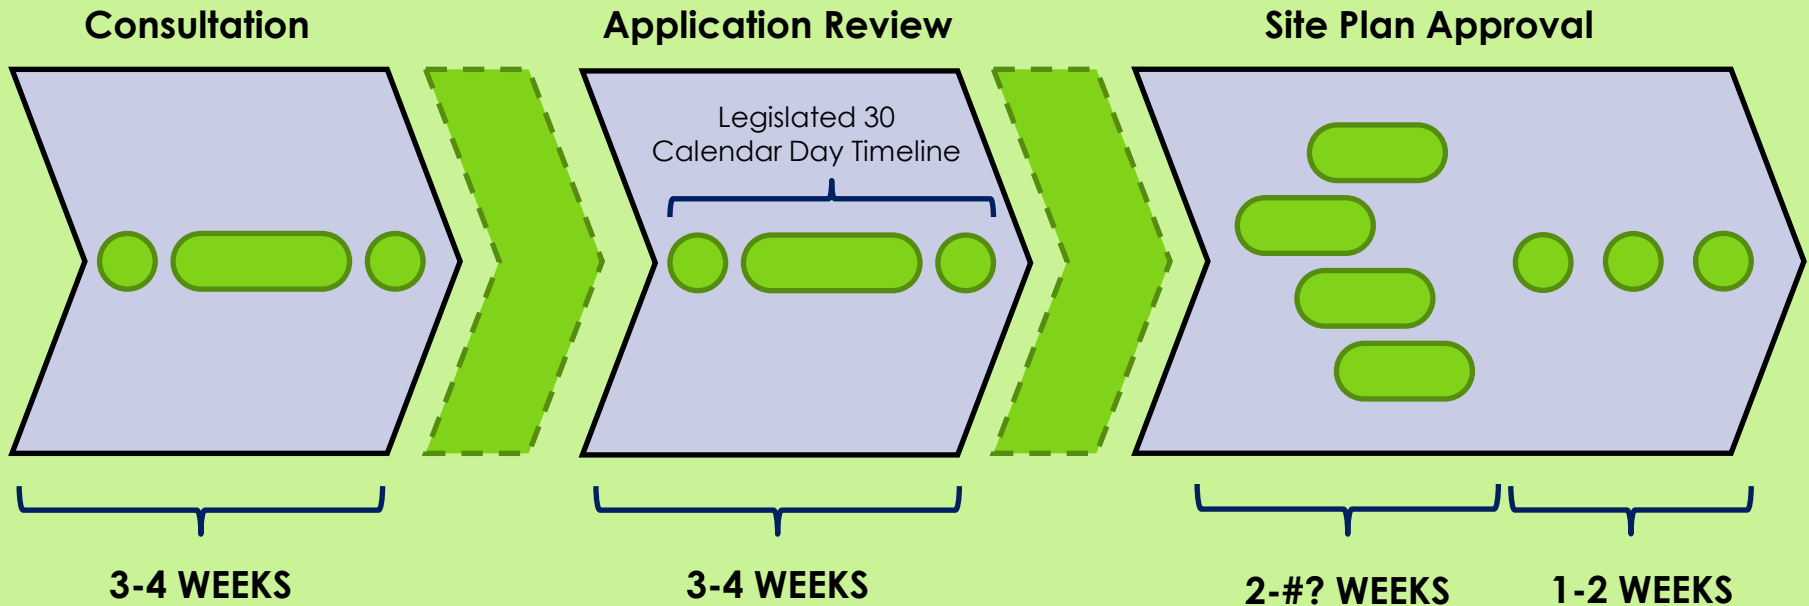 Consultation
Application Review
Site Plan Approval
Legislated 30
Calendar Day Timeline
3-4 WEEKS
3-4 WEEKS
2-#? WEEKS
1-2 WEEKS